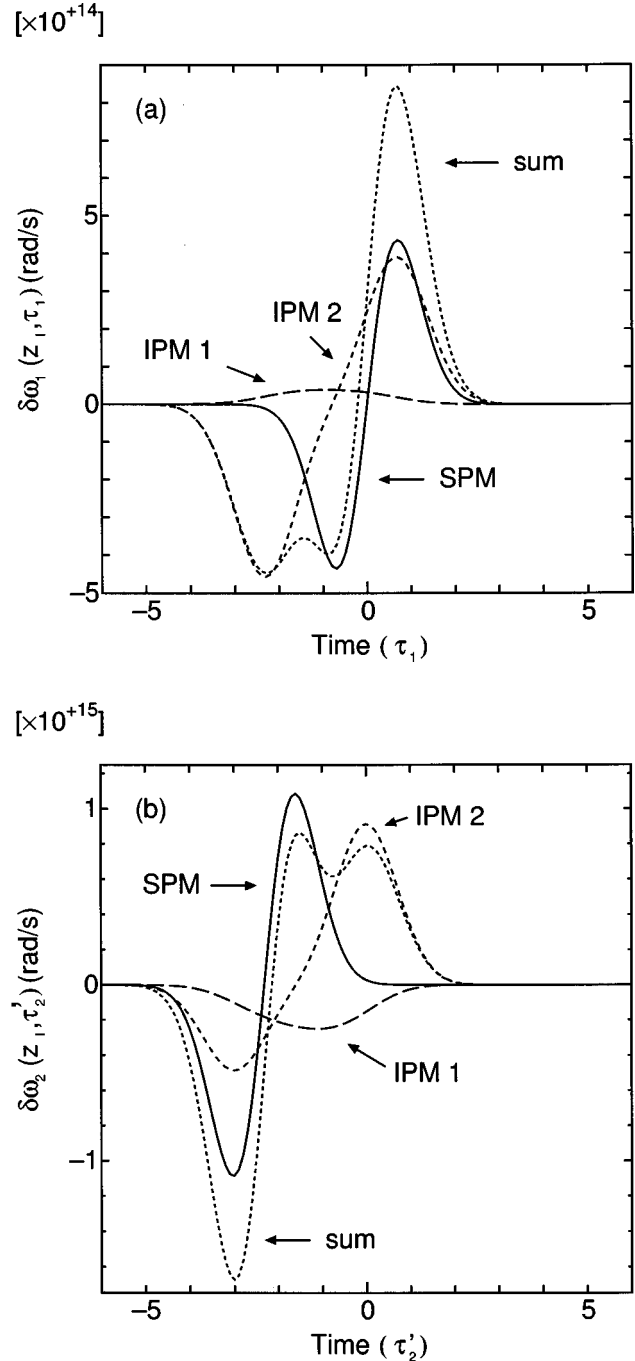 [×10+14]
(a)
5
0
−5
δω1 (z1,τ1) (rad/s)
sum
IPM 2
IPM 1
SPM
−5 0 5
Time (τ1)
[×10+15]
(b)
1
0
−1
δω2 (z1,τ'2) (rad/s)
IPM 2
SPM
IPM 1
sum
−5 0 5
Time (τ'2)